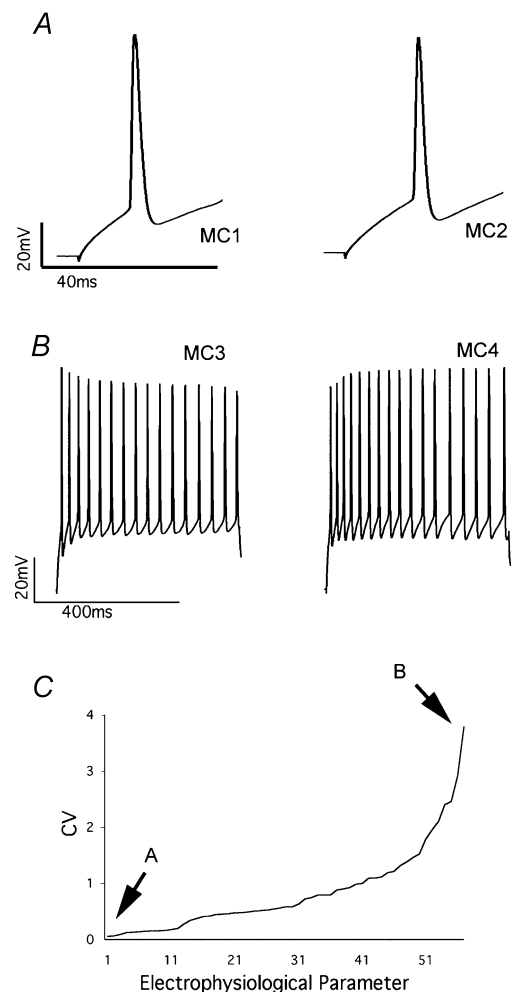 A
MC1
MC2
20mV
40ms
B
MC3
MC4
20mV
400ms
C
B
4
3
2
1
0
CV
A
1 11 21 31 41 51
Electrophysiological Parameter